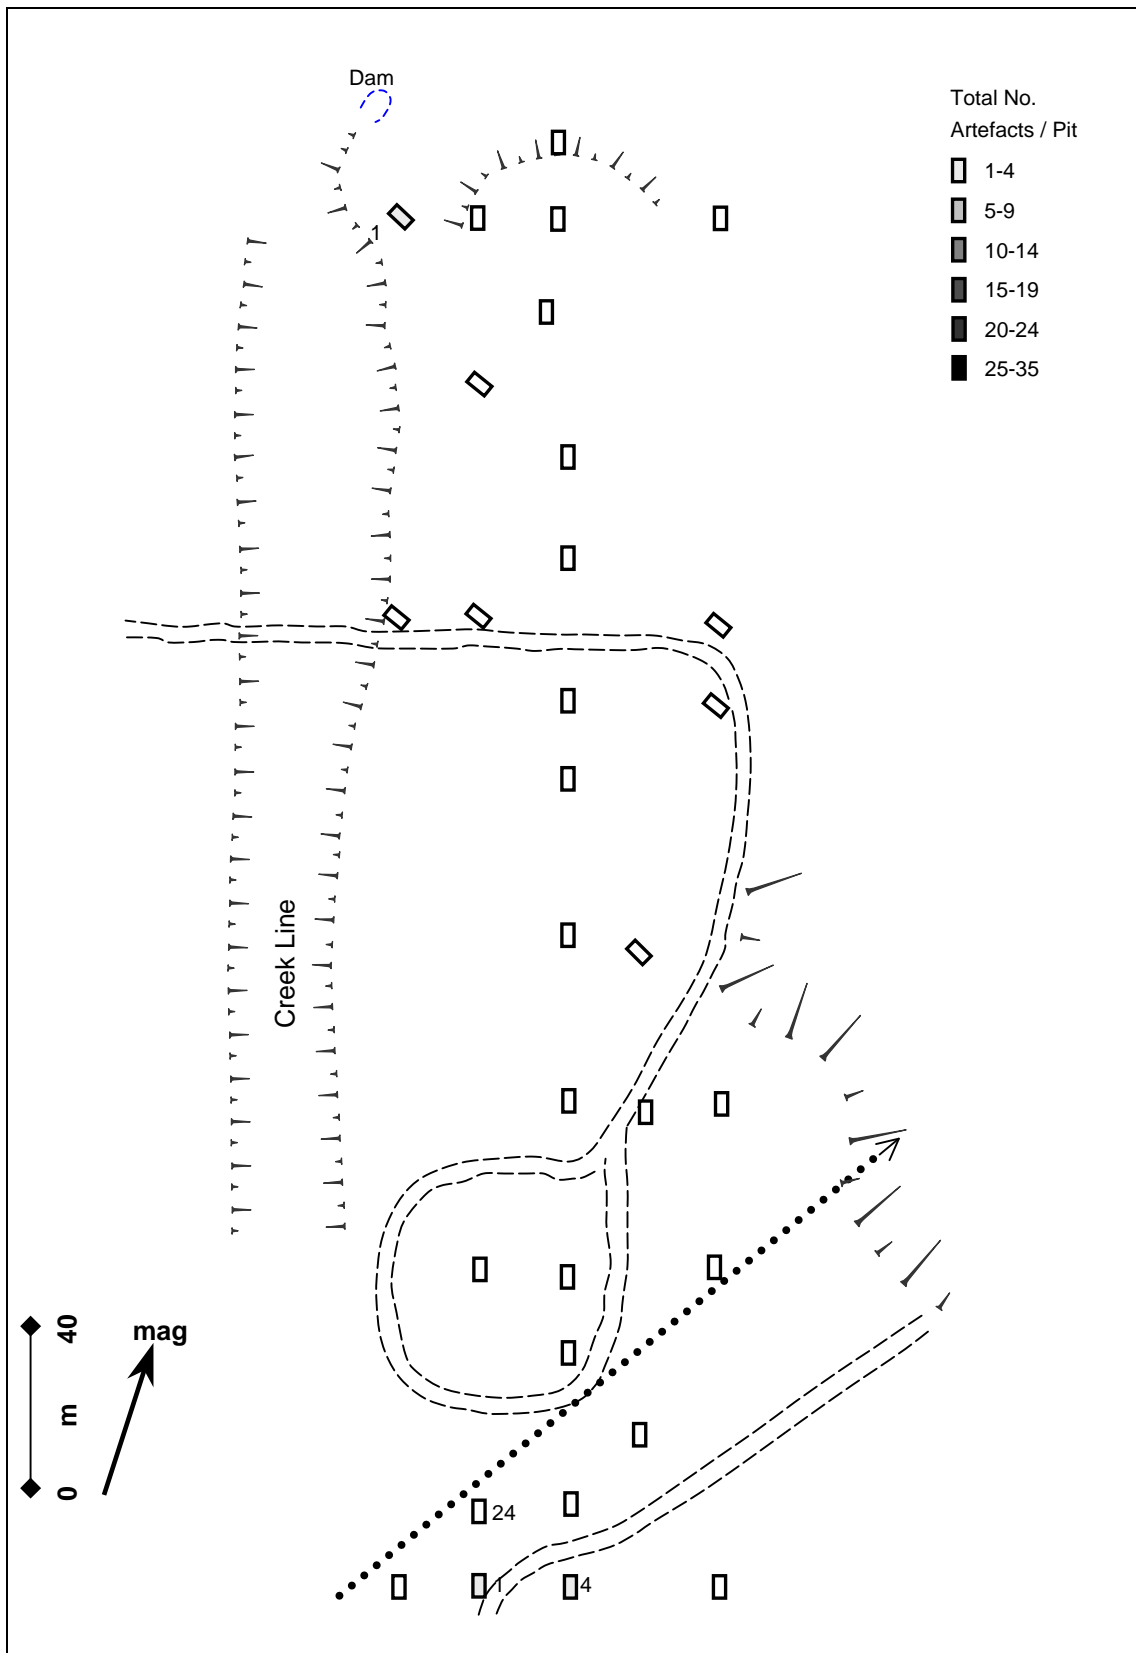 Dam
Total No.
Artefacts / Pit
1-4
5-9
10-14
15-19
20-24
25-35
1
Creek Line
40
m
0
mag
24
1
4